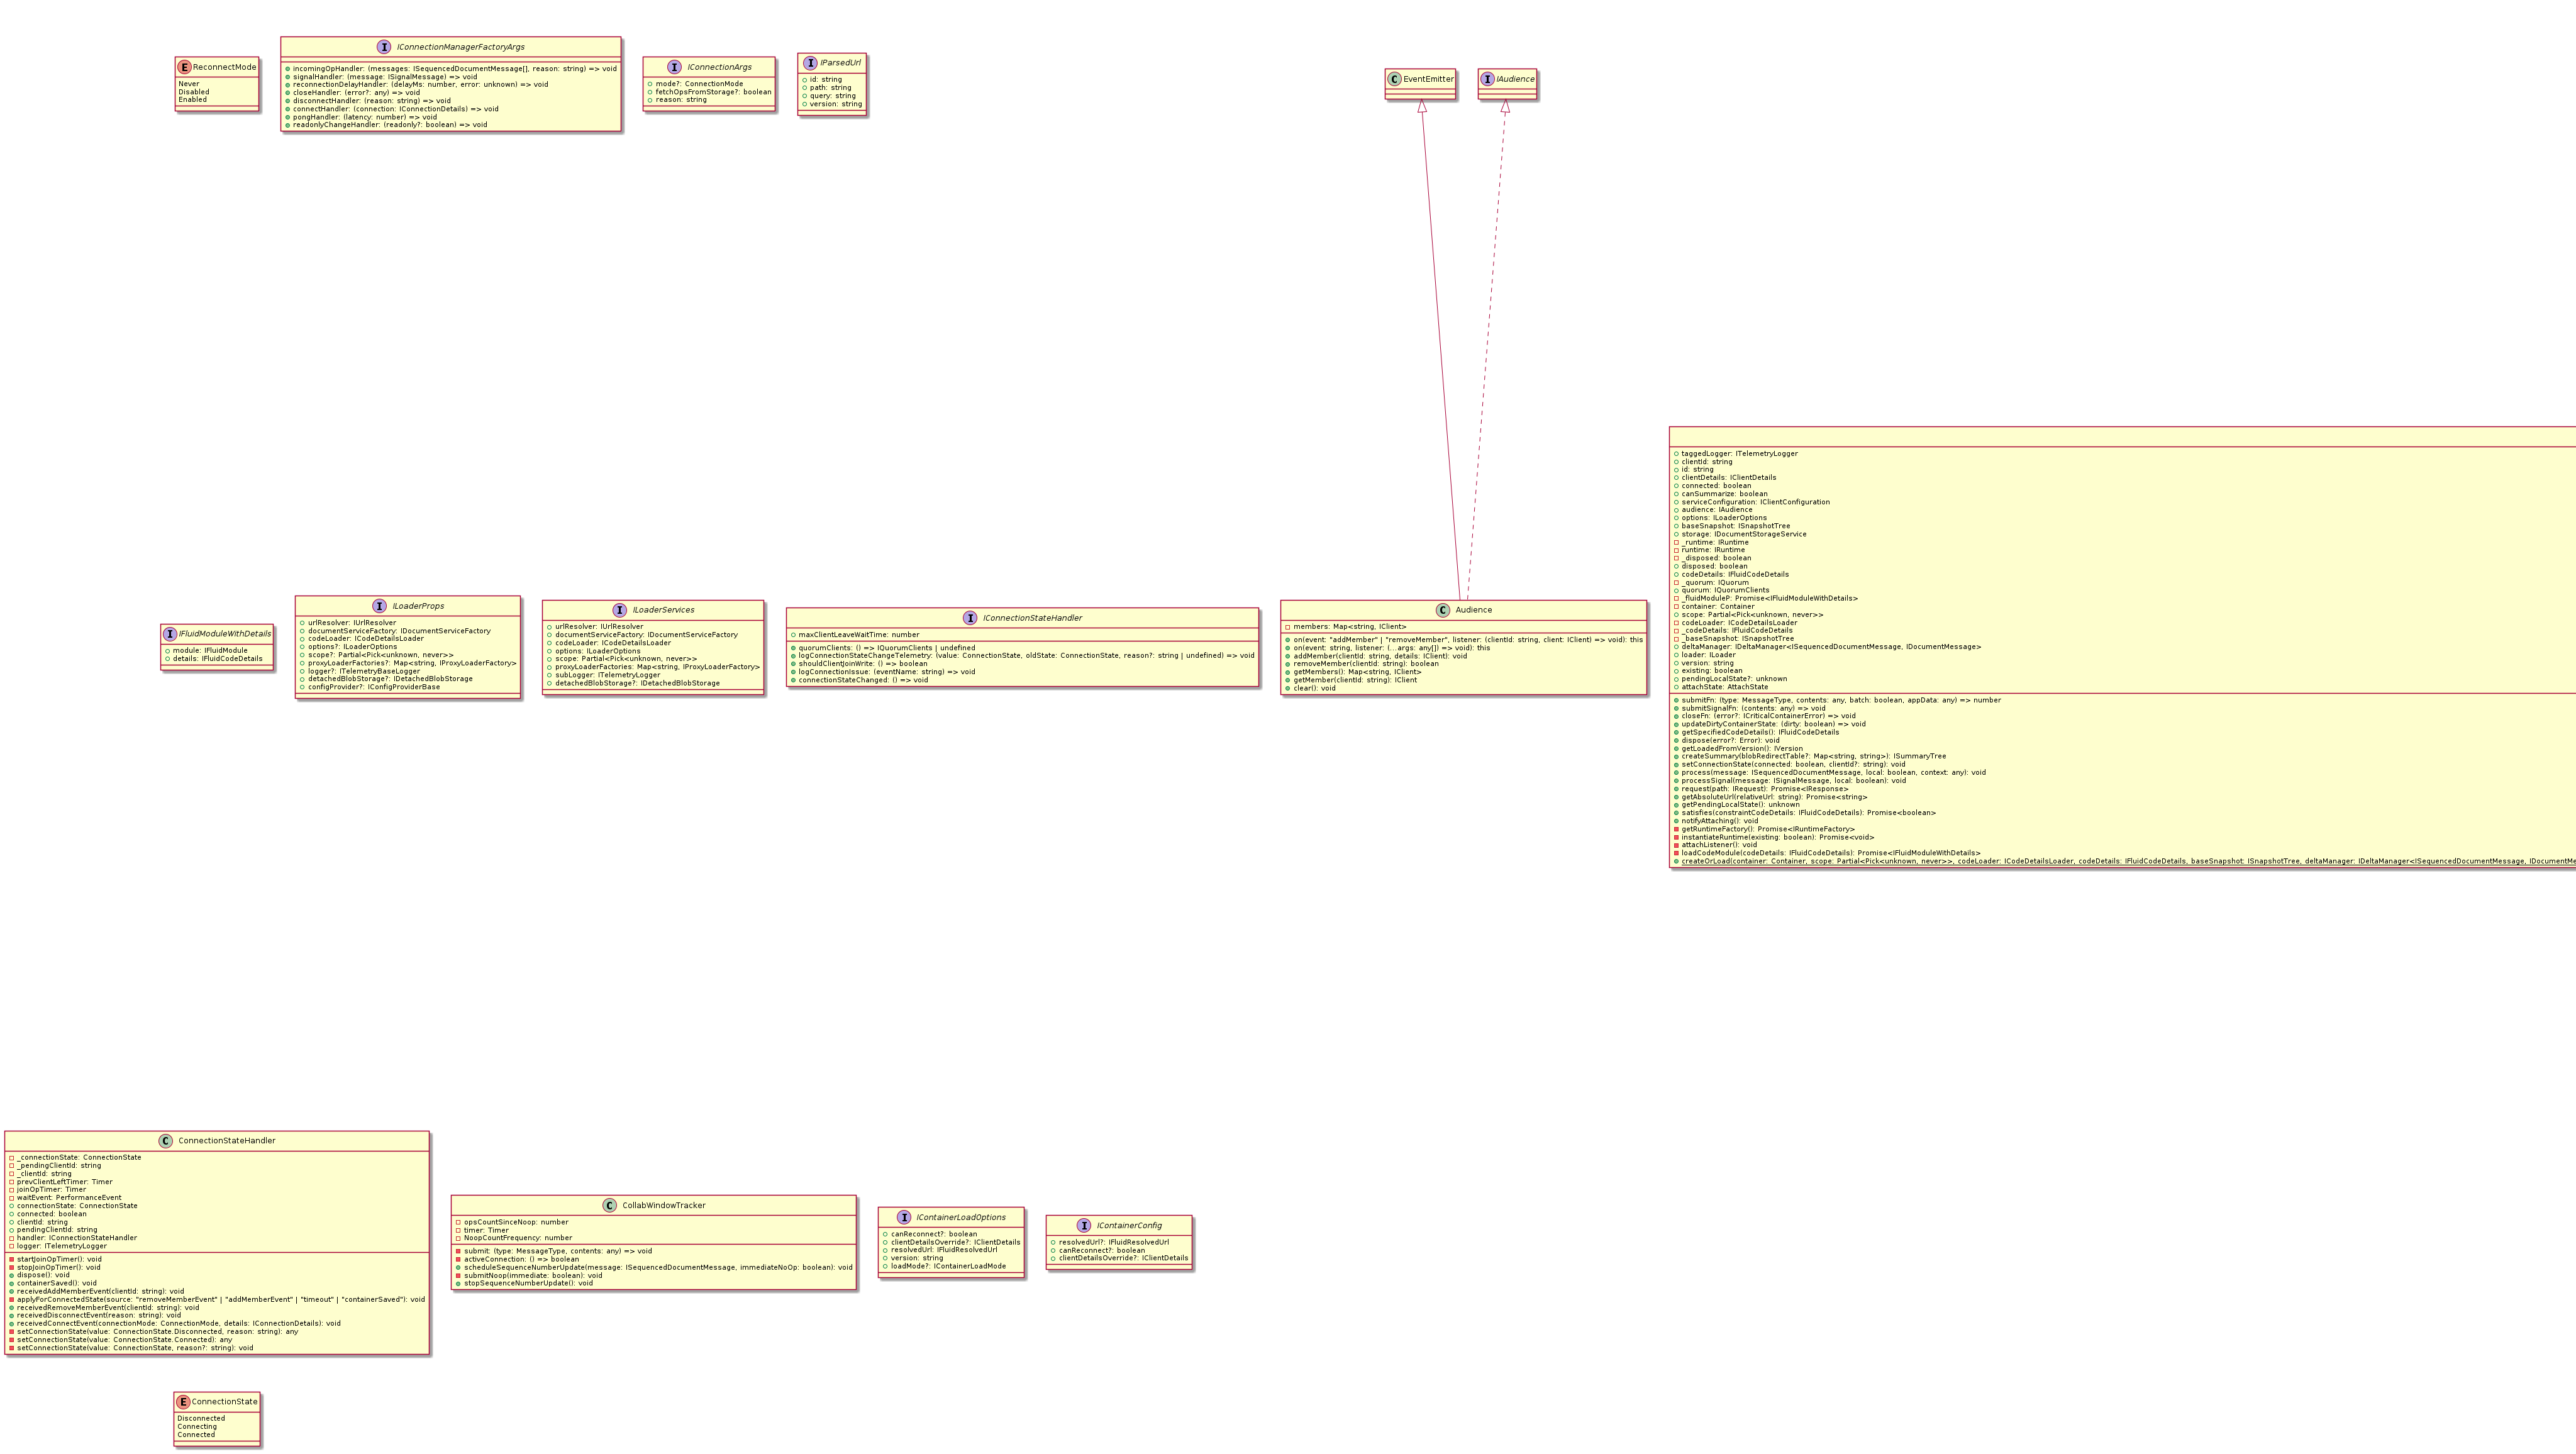 ReconnectMode
Never
Disabled
Enabled
IConnectionManagerFactoryArgs
incomingOpHandler: (messages: ISequencedDocumentMessage[], reason: string) => void
signalHandler: (message: ISignalMessage) => void
reconnectionDelayHandler: (delayMs: number, error: unknown) => void
closeHandler: (error?: any) => void
disconnectHandler: (reason: string) => void
connectHandler: (connection: IConnectionDetails) => void
pongHandler: (latency: number) => void
readonlyChangeHandler: (readonly?: boolean) => void
IConnectionArgs
mode?: ConnectionMode
fetchOpsFromStorage?: boolean
reason: string
IParsedUrl
id: string
path: string
query: string
version: string
EventEmitter
IAudience
IFluidModuleWithDetails
module: IFluidModule
details: IFluidCodeDetails
ILoaderProps
urlResolver: IUrlResolver
documentServiceFactory: IDocumentServiceFactory
codeLoader: ICodeDetailsLoader
options?: ILoaderOptions
scope?: Partial<Pick<unknown, never>>
proxyLoaderFactories?: Map<string, IProxyLoaderFactory>
logger?: ITelemetryBaseLogger
detachedBlobStorage?: IDetachedBlobStorage
configProvider?: IConfigProviderBase
ILoaderServices
urlResolver: IUrlResolver
documentServiceFactory: IDocumentServiceFactory
codeLoader: ICodeDetailsLoader
options: ILoaderOptions
scope: Partial<Pick<unknown, never>>
proxyLoaderFactories: Map<string, IProxyLoaderFactory>
subLogger: ITelemetryLogger
detachedBlobStorage?: IDetachedBlobStorage
IConnectionStateHandler
maxClientLeaveWaitTime: number
quorumClients: () => IQuorumClients | undefined
logConnectionStateChangeTelemetry: (value: ConnectionState, oldState: ConnectionState, reason?: string | undefined) => void
shouldClientJoinWrite: () => boolean
logConnectionIssue: (eventName: string) => void
connectionStateChanged: () => void
Audience
members: Map<string, IClient>
on(event: "addMember" | "removeMember", listener: (clientId: string, client: IClient) => void): this
on(event: string, listener: (...args: any[]) => void): this
addMember(clientId: string, details: IClient): void
removeMember(clientId: string): boolean
getMembers(): Map<string, IClient>
getMember(clientId: string): IClient
clear(): void
taggedLogger: ITelemetryLogger
clientId: string
id: string
clientDetails: IClientDetails
connected: boolean
canSummarize: boolean
serviceConfiguration: IClientConfiguration
audience: IAudience
options: ILoaderOptions
baseSnapshot: ISnapshotTree
storage: IDocumentStorageService
_runtime: IRuntime
runtime: IRuntime
_disposed: boolean
disposed: boolean
codeDetails: IFluidCodeDetails
_quorum: IQuorum
quorum: IQuorumClients
_fluidModuleP: Promise<IFluidModuleWithDetails>
container: Container
scope: Partial<Pick<unknown, never>>
codeLoader: ICodeDetailsLoader
_codeDetails: IFluidCodeDetails
_baseSnapshot: ISnapshotTree
deltaManager: IDeltaManager<ISequencedDocumentMessage, IDocumentMessage>
loader: ILoader
version: string
existing: boolean
pendingLocalState?: unknown
attachState: AttachState
submitFn: (type: MessageType, contents: any, batch: boolean, appData: any) => number
submitSignalFn: (contents: any) => void
closeFn: (error?: ICriticalContainerError) => void
updateDirtyContainerState: (dirty: boolean) => void
getSpecifiedCodeDetails(): IFluidCodeDetails
dispose(error?: Error): void
getLoadedFromVersion(): IVersion
createSummary(blobRedirectTable?: Map<string, string>): ISummaryTree
setConnectionState(connected: boolean, clientId?: string): void
process(message: ISequencedDocumentMessage, local: boolean, context: any): void
processSignal(message: ISignalMessage, local: boolean): void
request(path: IRequest): Promise<IResponse>
getAbsoluteUrl(relativeUrl: string): Promise<string>
getPendingLocalState(): unknown
satisfies(constraintCodeDetails: IFluidCodeDetails): Promise<boolean>
notifyAttaching(): void
getRuntimeFactory(): Promise<IRuntimeFactory>
instantiateRuntime(existing: boolean): Promise<void>
attachListener(): void
loadCodeModule(codeDetails: IFluidCodeDetails): Promise<IFluidModuleWithDetails>
createOrLoad(container: Container, scope: Partial<Pick<unknown, never>>, codeLoader: ICodeDetailsLoader, codeDetails: IFluidCodeDetails, baseSnapshot: ISnapshotTree, deltaManager: IDeltaManager<ISequencedDocumentMessage, IDocumentMe
ConnectionStateHandler
_connectionState: ConnectionState
_pendingClientId: string
_clientId: string
prevClientLeftTimer: Timer
joinOpTimer: Timer
waitEvent: PerformanceEvent
connectionState: ConnectionState
connected: boolean
clientId: string
pendingClientId: string
handler: IConnectionStateHandler
logger: ITelemetryLogger
startJoinOpTimer(): void
stopJoinOpTimer(): void
dispose(): void
containerSaved(): void
receivedAddMemberEvent(clientId: string): void
applyForConnectedState(source: "removeMemberEvent" | "addMemberEvent" | "timeout" | "containerSaved"): void
receivedRemoveMemberEvent(clientId: string): void
receivedDisconnectEvent(reason: string): void
receivedConnectEvent(connectionMode: ConnectionMode, details: IConnectionDetails): void
setConnectionState(value: ConnectionState.Disconnected, reason: string): any
setConnectionState(value: ConnectionState.Connected): any
setConnectionState(value: ConnectionState, reason?: string): void
CollabWindowTracker
opsCountSinceNoop: number
timer: Timer
NoopCountFrequency: number
submit: (type: MessageType, contents: any) => void
activeConnection: () => boolean
scheduleSequenceNumberUpdate(message: ISequencedDocumentMessage, immediateNoOp: boolean): void
submitNoop(immediate: boolean): void
stopSequenceNumberUpdate(): void
IContainerLoadOptions
canReconnect?: boolean
clientDetailsOverride?: IClientDetails
resolvedUrl: IFluidResolvedUrl
version: string
loadMode?: IContainerLoadMode
IContainerConfig
resolvedUrl?: IFluidResolvedUrl
canReconnect?: boolean
clientDetailsOverride?: IClientDetails
ConnectionState
Disconnected
Connecting
Connected